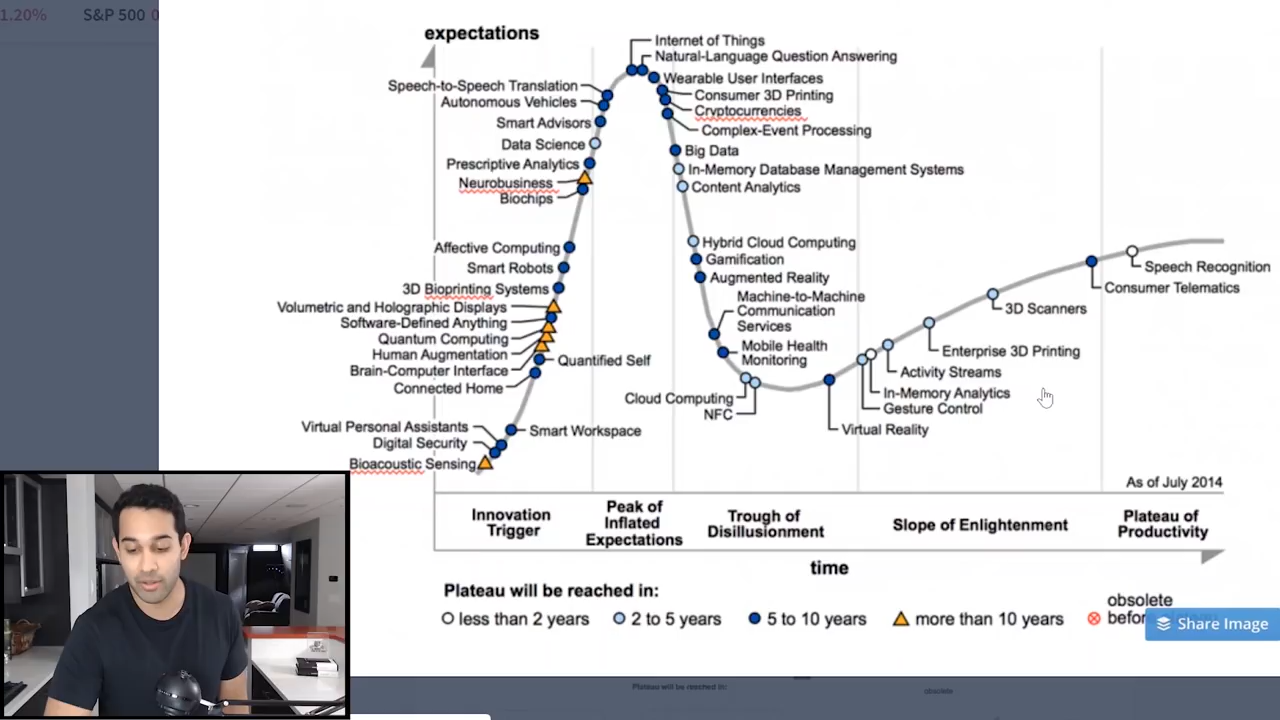 1.20%
S&P 500 0
expectations
Internet of Things
Natural-Language Question Answering
Wearable User Interfaces
Consumer 3D Printing
Cryptocurrencies
Complex-Event Processing
Big Data
In-Memory Database Management Systems
Content Analytics
Hybrid Cloud Computing
Gamification
Augmented Reality
Machine-to-Machine
Communication
Services
Mobile Health
Monitoring
Speech-to-Speech Translation
Autonomous Vehicles
Smart Advisors
Data Science
Prescriptive Analytics
Neurobusiness
Biochips
Affective Computing
Smart Robots
3D Bioprinting Systems
Volumetric and Holographic Displays
Software-Defined Anything
Quantum Computing
Human Augmentation
Brain-Computer Interface
Connected Home
Quantified Self
Virtual Personal Assistants
Digital Security
Bioacoustic Sensing
Smart Workspace
Cloud Computing
NFC
Speech Recognition
Consumer Telematics
3D Scanners
Enterprise 3D Printing
Activity Streams
In-Memory Analytics
Gesture Control
Virtual Reality
As of July 2014
Innovation
Trigger
Peak of
Inflated
Expectations
Trough of
Disillusionment
Slope of Enlightenment
Plateau of
Productivity
time
Plateau will be reached in:
less than 2 years
2 to 5 years
5 to 10 years
more than 10 years
obsolete
Share Image
Plateau will be reached in:
obsolete